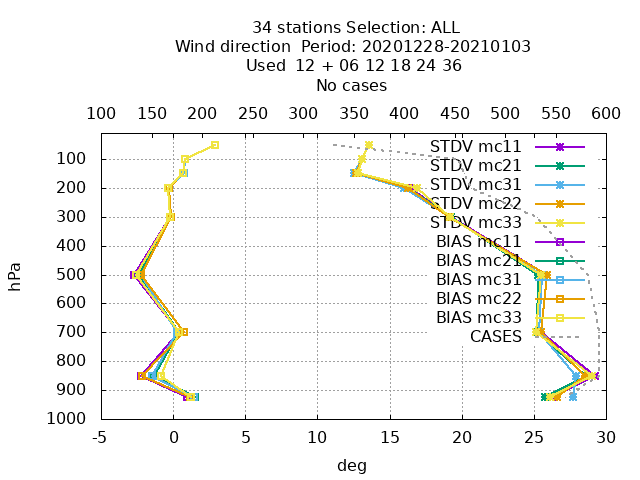 34 stations Selection: ALL
Wind direction  Period: 20201228-20210103
Used  12 + 06 12 18 24 36
No cases
100 150 200 250 300 350 400 450 500 550 600
STDV mc11
100 STDV mc21
STDV mc31
200 STDV mc22
300 STDV mc33
400 BIAS mc11
BIAS mc21
hPa 500 BIAS mc31
600 BIAS mc22
BIAS mc33
700 CASES
800
900
1000
-5 0 5 10 15 20 25 30
deg